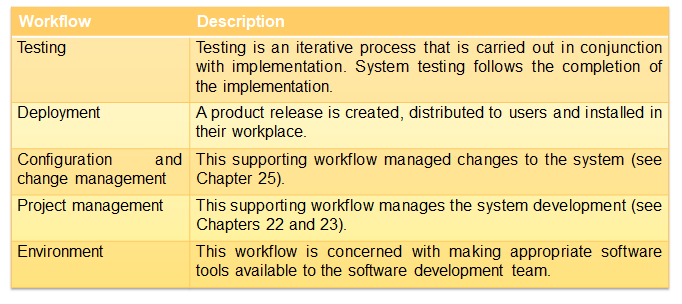 Workflow Description
Testing Testing is an iterative process that is carried out in conjunction
with implementation. System testing follows the completion of
the implementation.
Deployment A product release is created, distributed to users and installed in
their workplace.
Configuration and This supporting workflow managed changes to the system (see
change management Chapter 25).
Project management This supporting workflow manages the system development (see
Chapters 22 and 23).
Environment This workflow is concerned with making appropriate software
tools available to the software development team.